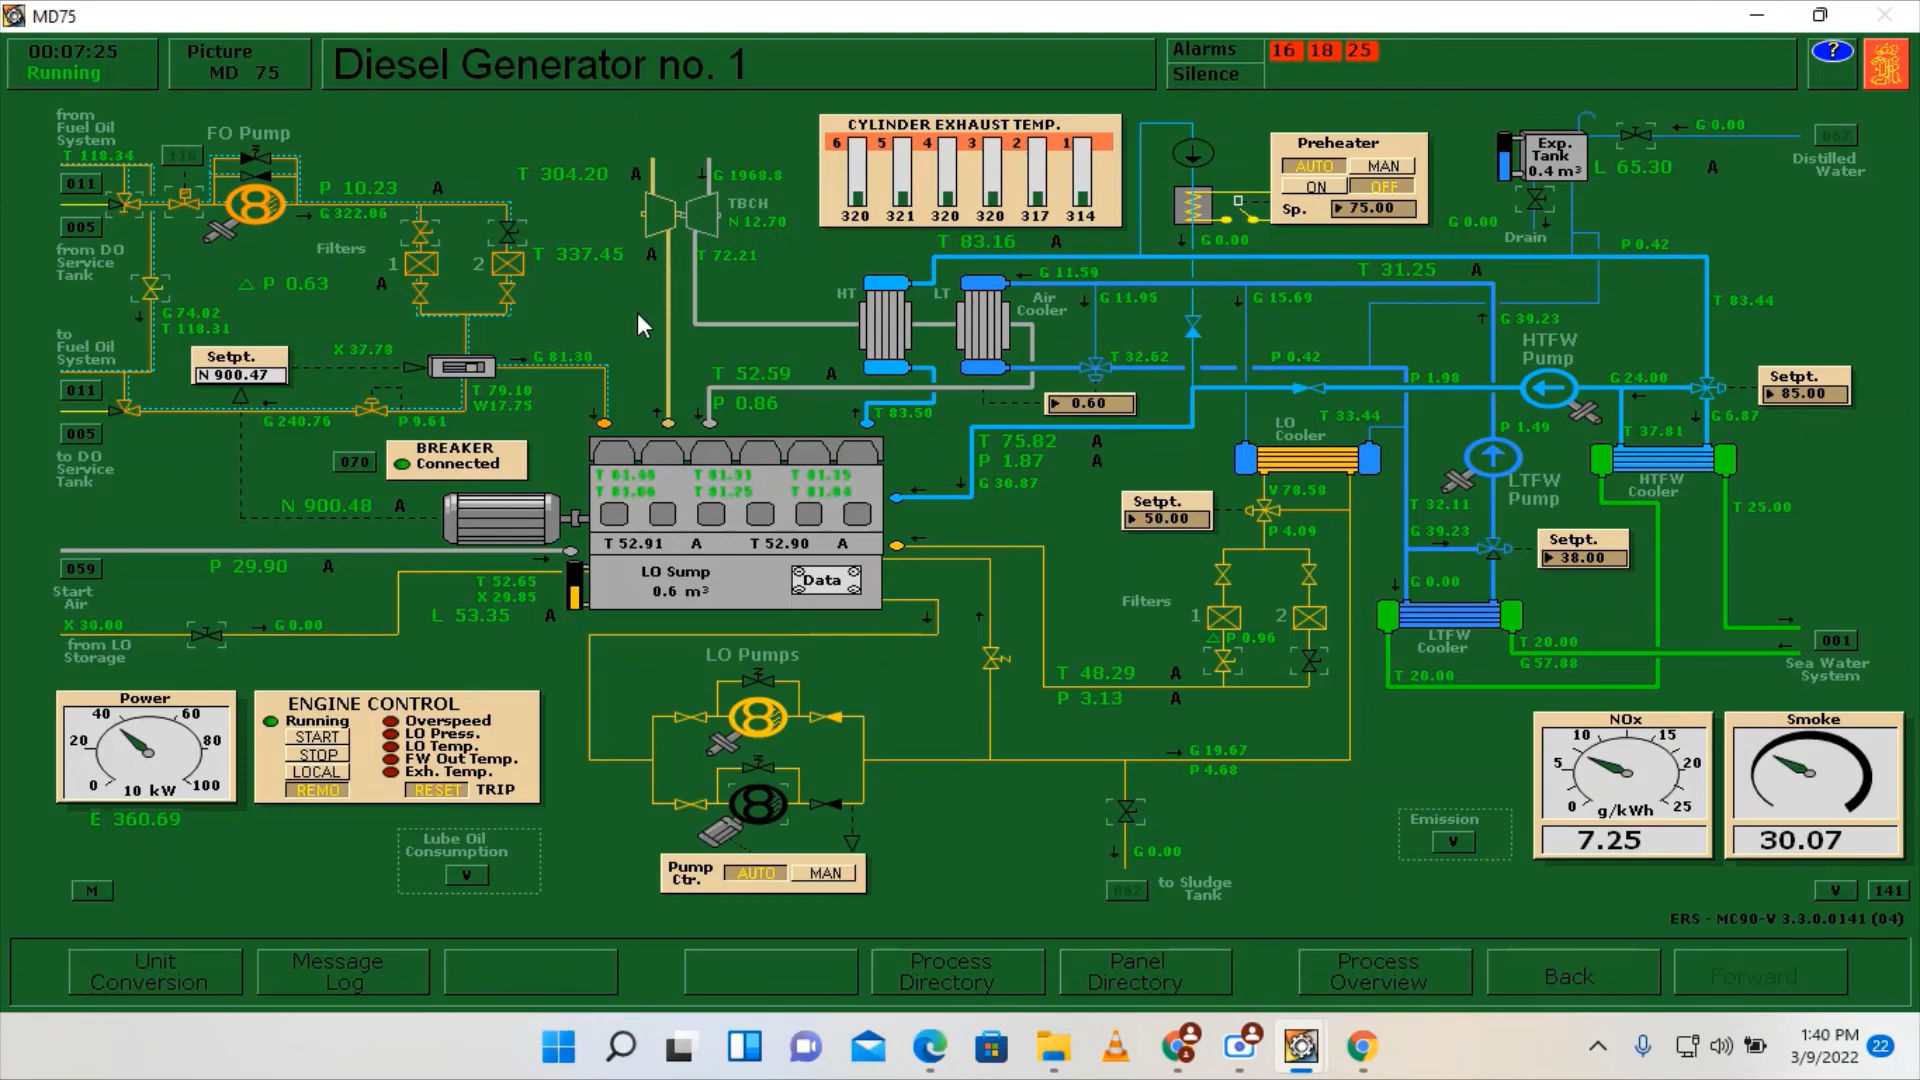 MD75
00:07:25
Running
Picture
MD 75
Diesel Generator no. 1
Alarms
Silence
16 18 25
?
from
Fuel Oil
System
T 118.34
011
005
from DO
Service
Tank
116
FO Pump
P 10.23 A
G 322.06
Filters
1
2
△ P 0.63 A
G 74.02
T 118.31
to
Fuel Oil
System
011
005
to DO
Service
Tank
Setpt.
N 900.47
X 37.78
G 81.30
T 79.10
W17.75
G 240.76
P 9.61
T 304.20 A
G 1968.8
TBCH
N 12.70
T 337.45 A
T 72.21
CYLINDER EXHAUST TEMP.
6 5 4 3 2 1
320 321 320 320 317 314
Preheater
AUTO MAN
ON OFF
Sp. 75.00
G 0.00
Exp.
Tank
0.4 m³
L 65.30 A
G 0.00
067
Distilled
Water
G 0.00
Drain
P 0.42
T 83.16 A
T 31.25 A
G 11.59
HT
LT
Air
Cooler
G 11.95
G 15.69
G 39.23
T 83.44
HTFW
Pump
T 32.62
P 0.42
P 1.98
G 24.00
Setpt.
85.00
G 6.87
T 52.59 A
P 0.86
T 83.50
0.60
T 33.44
LO
Cooler
P 1.49
T 37.81
LTFW
Pump
HTFW
Cooler
T 25.00
BREAKER
Connected
070
N 900.48 A
T 75.82 A
P 1.87 A
G 30.87
Setpt.
50.00
V 78.58
P 4.09
T 32.11
G 39.23
Setpt.
38.00
G 0.00
T 81.31
T 81.25
T 52.91 A T 52.90 A
LO Sump
0.6 m³
Data
P 29.90 A
059
Start
Air
T 52.65
X 29.85
L 53.35 A
X 30.00
G 0.00
from LO
Storage
Filters
1
2
△ P 0.96
LTFW
Cooler
T 20.00
G 57.88
T 20.00
001
Sea Water
System
LO Pumps
T 48.29 A
P 3.13 A
G 19.67
P 4.68
G 0.00
062
to Sludge
Tank
Power
0 20 40 60 80 100
10 kW
E 360.69
ENGINE CONTROL
Running
START
STOP
LOCAL
REMO
Overspeed
LO Press.
LO Temp.
FW Out Temp.
Exh. Temp.
RESET TRIP
Lube Oil
Consumption
V
Pump
Ctr.
AUTO MAN
M
Emission
V
NOx
0 5 10 15 20 25
g/kWh
7.25
Smoke
30.07
V
141
ERS - MC90-V 3.3.0.0141 (04)
Unit
Conversion
Message
Log
Process
Directory
Panel
Directory
Process
Overview
Back
Forward
1:40 PM
3/9/2022
22